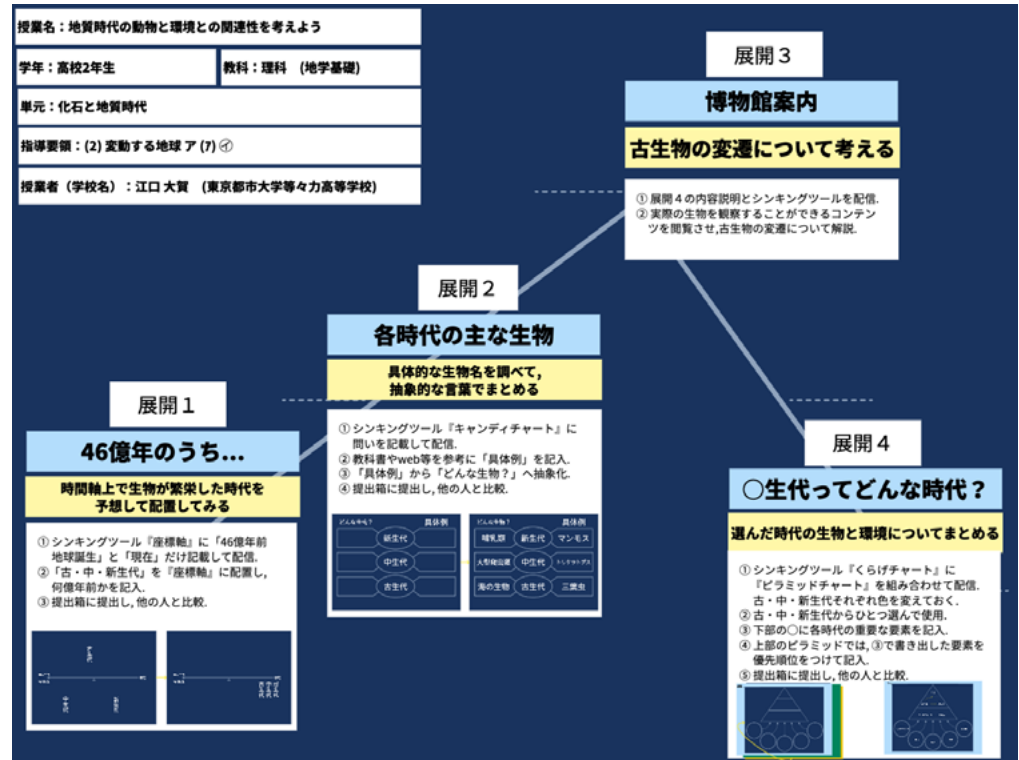 授業名：地質時代の動物と環境との関連性を考えよう
学年：高校2年生
教科：理科　(地学基礎)
単元：化石と地質時代
指導要領：(2) 変動する地球 ア (7) ㋑
授業者（学校名）：江口 大賀　(東京都市大学等々力高等学校)
展開１
46億年のうち...
時間軸上で生物が繁栄した時代を
予想して配置してみる
① シンキングツール『座標軸』に「46億年前
地球誕生」と「現在」だけ記載して配信.
②「古・中・新生代」を『座標軸』に配置し,
何億年前かを記入.
③ 提出箱に提出し, 他の人と比較.
展開２
各時代の主な生物
具体的な生物名を調べて,
抽象的な言葉でまとめる
① シンキングツール『キャンディチャート』に
問いを記載して配信.
② 教科書やweb等を参考に「具体例」を記入.
③ 「具体例」から「どんな生物？」へ抽象化.
④ 提出箱に提出し, 他の人と比較.
どんな生物？
具体例
新生代
中生代
古生代
どんな生物？
具体例
哺乳類
新生代
マンモス
大型爬虫類
中生代
トリケラトプス
海の生物
古生代
三葉虫
展開３
博物館案内
古生物の変遷について考える
① 展開４の内容説明とシンキングツールを配信.
② 実際の生物を観察することができるコンテン
ツを閲覧させ,古生物の変遷について解説.
展開４
○生代ってどんな時代？
選んだ時代の生物と環境についてまとめる
① シンキングツール『くらげチャート』に
『ピラミッドチャート』を組み合わせて配信.
古・中・新生代それぞれ色を変えておく.
② 古・中・新生代からひとつ選んで使用.
③ 下部の○に各時代の重要な要素を記入.
④ 上部のピラミッドでは, ③で書き出した要素を
優先順位をつけて記入.
⑤ 提出箱に提出し, 他の人と比較.